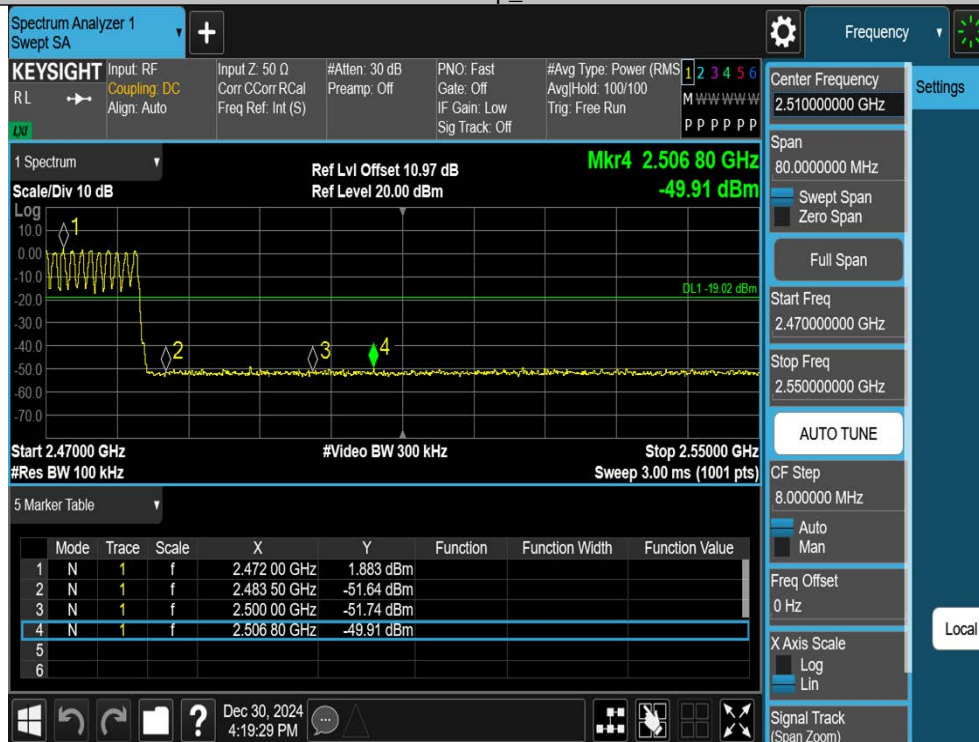 Spectrum Analyzer 1
Swept SA
+
Frequency
KEYSIGHT
RL
LXI
Input: RF
Coupling: DC
Align: Auto
Input Z: 50 Ω
Corr CCorr RCal
Freq Ref: Int (S)
#Atten: 30 dB
Preamp: Off
PNO: Fast
Gate: Off
IF Gain: Low
Sig Track: Off
#Avg Type: Power (RMS
Avg|Hold: 100/100
Trig: Free Run
1 2 3 4 5 6
M W W W W W
P P P P P P
1 Spectrum
Scale/Div 10 dB
Ref Lvl Offset 10.97 dB
Ref Level 20.00 dBm
Mkr4 2.506 80 GHz
-49.91 dBm
Log
10.0
0.00
-10.0
-20.0
-30.0
-40.0
-50.0
-60.0
-70.0
1
2
3
4
DL1 -19.02 dBm
Start 2.47000 GHz
#Res BW 100 kHz
#Video BW 300 kHz
Stop 2.55000 GHz
Sweep 3.00 ms (1001 pts)
5 Marker Table
Mode Trace Scale X Y Function Function Width Function Value
1 N 1 f 2.472 00 GHz 1.883 dBm
2 N 1 f 2.483 50 GHz -51.64 dBm
3 N 1 f 2.500 00 GHz -51.74 dBm
4 N 1 f 2.506 80 GHz -49.91 dBm
5
6
Dec 30, 2024
4:19:29 PM
?
Center Frequency
2.510000000 GHz
Settings
Span
80.0000000 MHz
Swept Span
Zero Span
Full Span
Start Freq
2.470000000 GHz
Stop Freq
2.550000000 GHz
AUTO TUNE
CF Step
8.000000 MHz
Auto
Man
Freq Offset
0 Hz
X Axis Scale
Log
Lin
Local
Signal Track
(Span Zoom)